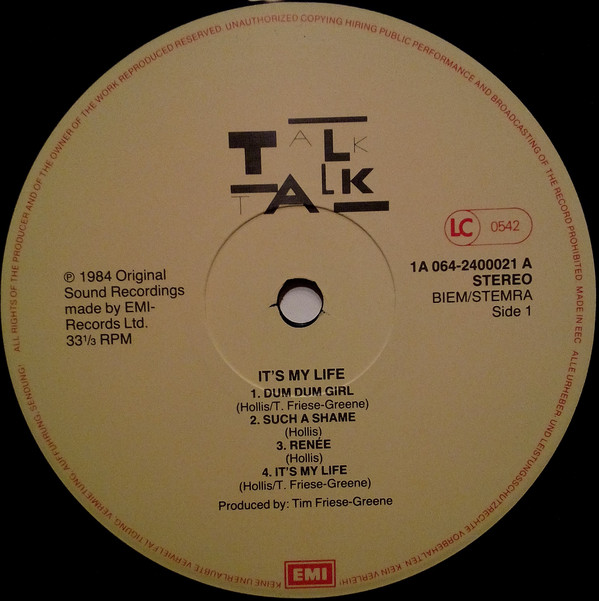 TALK
TALK
℗ 1984 Original
Sound Recordings
made by EMI-
Records Ltd.
33⅓ RPM
LC 0542
1A 064-2400021 A
STEREO
BIEM/STEMRA
Side 1
IT'S MY LIFE
1. DUM DUM GIRL
(Hollis/T. Friese-Greene)
2. SUCH A SHAME
(Hollis)
3. RENÉE
(Hollis)
4. IT'S MY LIFE
(Hollis/T. Friese-Greene)
Produced by: Tim Friese-Greene
EMI
ALL RIGHTS OF THE PRODUCER AND OF THE OWNER OF THE WORK REPRODUCED RESERVED. UNAUTHORIZED COPYING HIRING PUBLIC PERFORMANCE AND BROADCASTING OF THE RECORD PROHIBITED. MADE IN EEC ALLE URHEBER- UND LEISTUNGSSCHUTZRECHTE VORBEHALTEN. KEIN VERLEIH! KEINE UNERLAUBTE VERVIELFÄLTIGUNG, VERMIETUNG, AUFFÜHRUNG, SENDUNG!